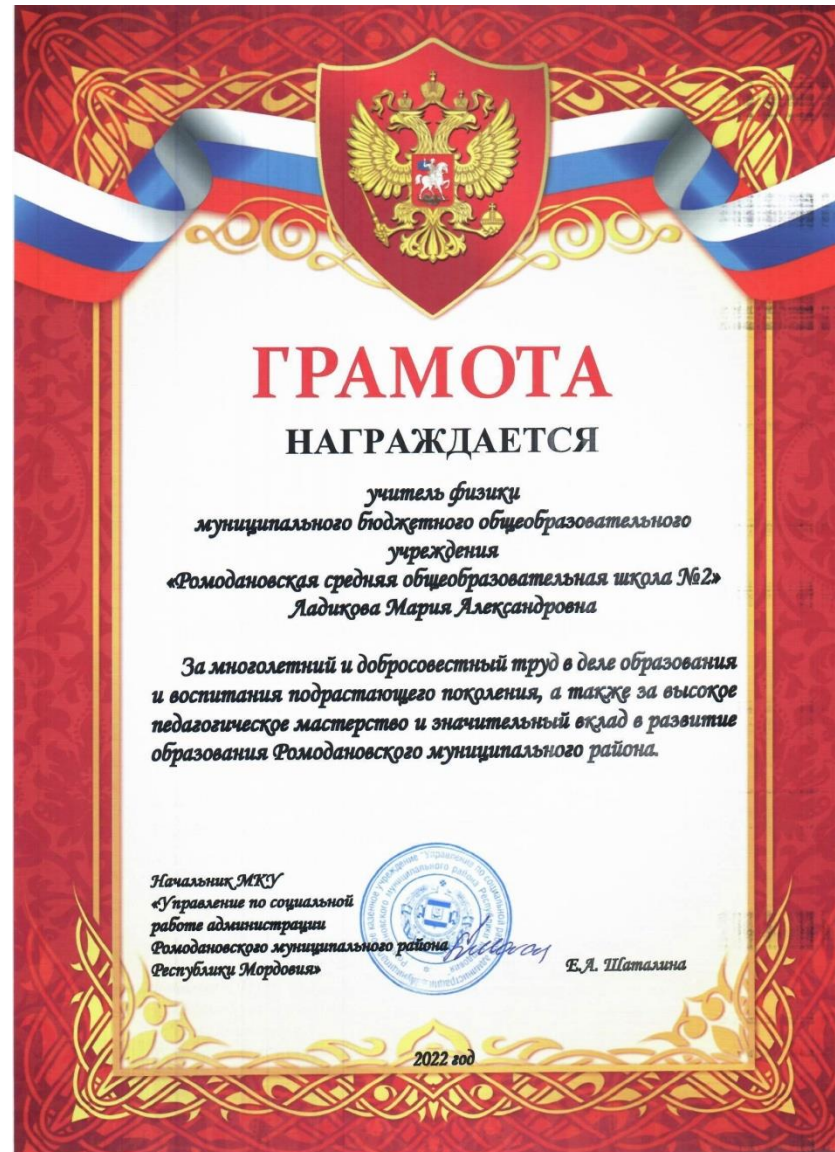 ГРАМОТА
НАГРАЖДАЕТСЯ
учитель физики
муниципального бюджетного общеобразовательного
учреждения
«Ромодановская средняя общеобразовательная школа №2»
Ладикова Мария Александровна
За многолетний и добросовестный труд в деле образования
и воспитания подрастающего поколения, а также за высокое
педагогическое мастерство и значительный вклад в развитие
образования Ромодановского муниципального района.
Начальник МКУ
«Управление по социальной
работе администрации
Ромодановского муниципального района
Республики Мордовия»
Е.А. Шаталина
2022 год